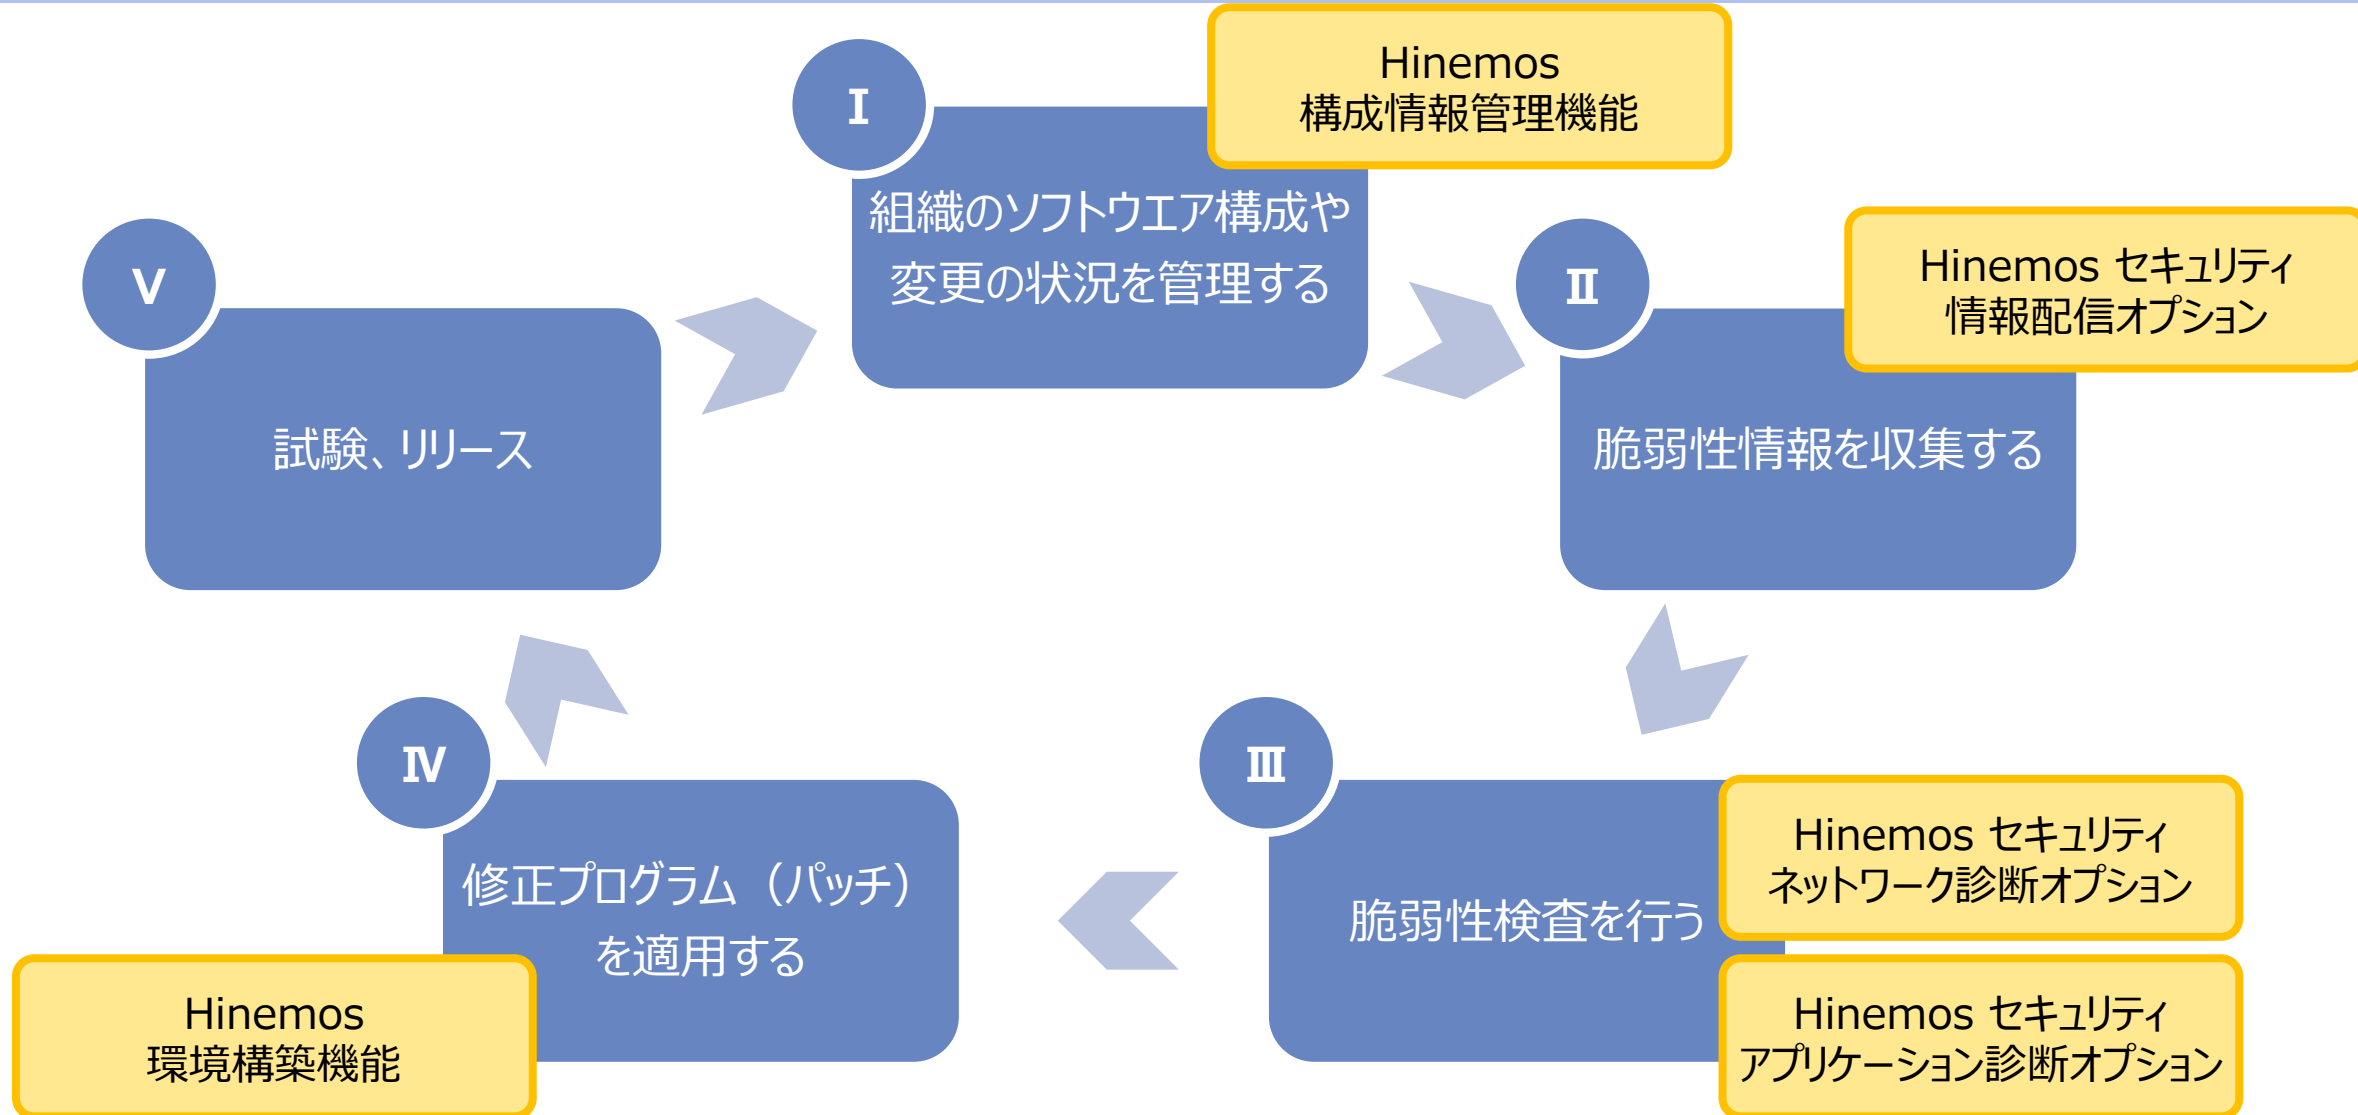 Ⅰ
Hinemos
構成情報管理機能
組織のソフトウエア構成や
変更の状況を管理する
Ⅱ
Hinemos セキュリティ
情報配信オプション
脆弱性情報を収集する
Ⅲ
脆弱性検査を行う
Hinemos セキュリティ
ネットワーク診断オプション
Hinemos セキュリティ
アプリケーション診断オプション
Ⅳ
修正プログラム（パッチ）
を適用する
Hinemos
環境構築機能
Ⅴ
試験、リリース